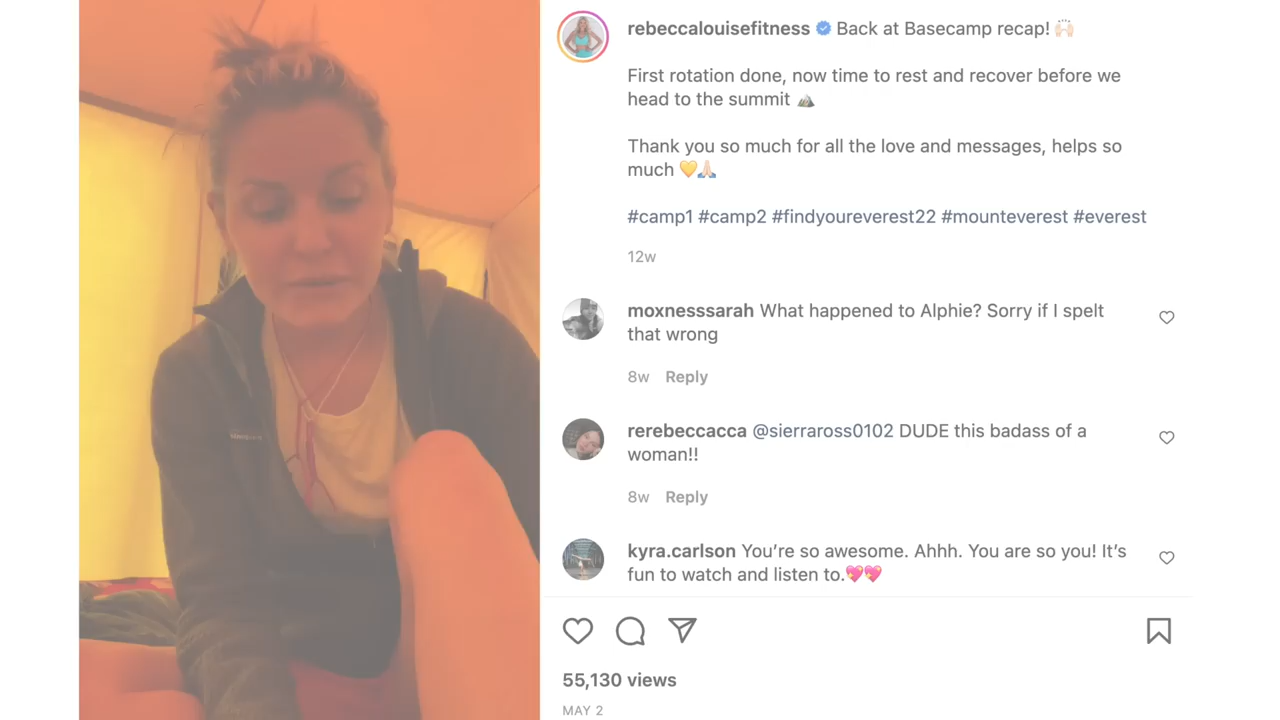 rebeccalouisefitness Back at Basecamp recap! 🙌🏻
First rotation done, now time to rest and recover before we
head to the summit ⛰️
Thank you so much for all the love and messages, helps so
much 💛🙏🏻
#camp1 #camp2 #findyoureverest22 #mounteverest #everest
12w
moxnesssarah What happened to Alphie? Sorry if I spelt
that wrong
8w Reply
rerebeccacca @sierraross0102 DUDE this badass of a
woman!!
8w Reply
kyra.carlson You’re so awesome. Ahhh. You are so you! It’s
fun to watch and listen to.💖💖
55,130 views
MAY 2